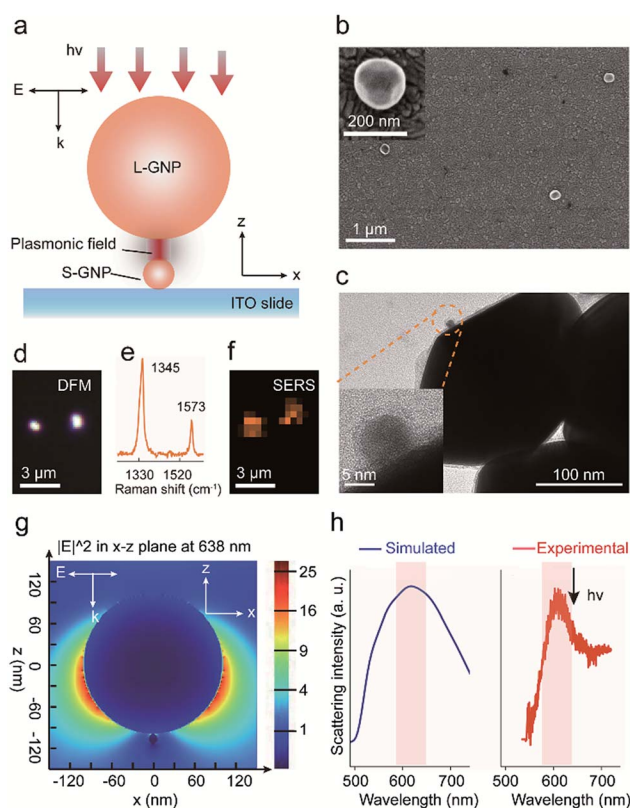 a
hν
E
k
L-GNP
Plasmonic field
S-GNP
z
x
ITO slide
b
200 nm
1 µm
c
5 nm
100 nm
d
DFM
3 µm
e
1345
1573
1330 1520
Raman shift (cm⁻¹)
f
SERS
3 µm
g
|E|^2 in x-z plane at 638 nm
E
k
z
x
120
60
0
-60
-120
z (nm)
-150 -60 0 60 150
x (nm)
25
16
9
4
1
h
Simulated
Experimental
hν
Scattering intensity (a. u.)
500 600 700
Wavelength (nm)
500 600 700
Wavelength (nm)